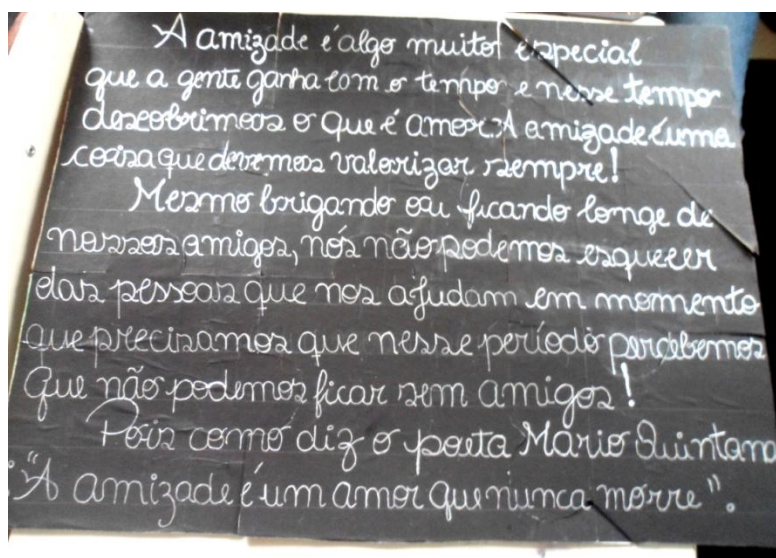 A amizade é algo muito especial
que a gente ganha com o tempo e nesse tempo
descobrimos o que é amor. A amizade é uma
coisa que devemos valorizar sempre!
Mesmo brigando ou ficando longe de
nossos amigos, nós não podemos esquecer
das pessoas que nos ajudam em momento
que precisamos que nesse período percebemos
que não podemos ficar sem amigos!
Pois como diz o poeta Mário Quintana
: "A amizade é um amor que nunca morre".